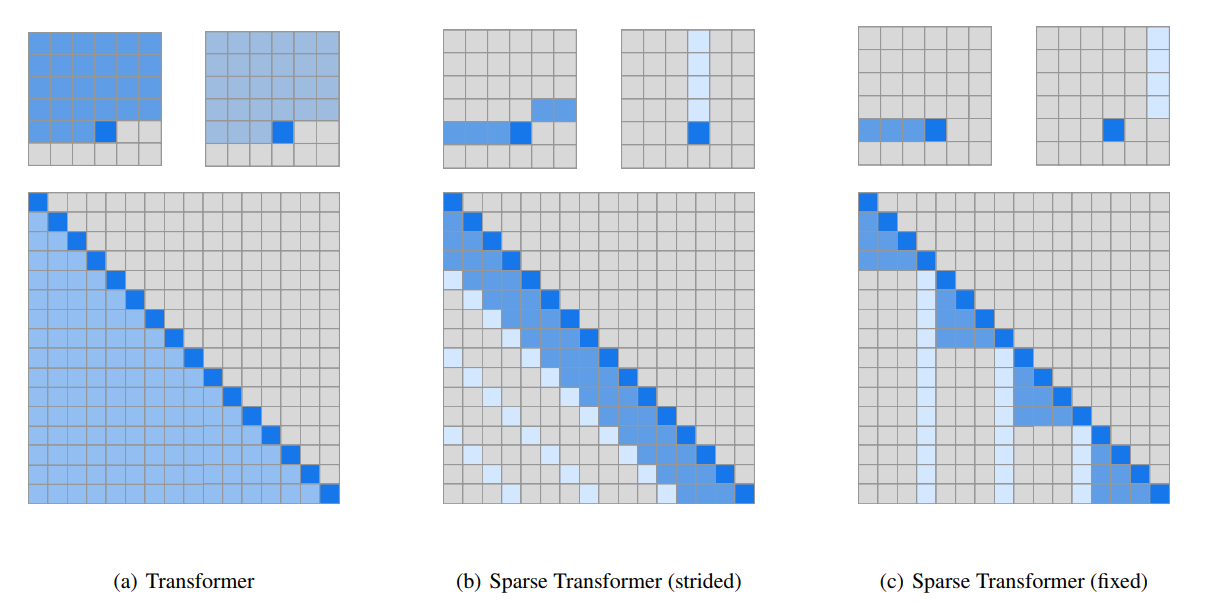 (a) Transformer
(b) Sparse Transformer (strided)
(c) Sparse Transformer (fixed)